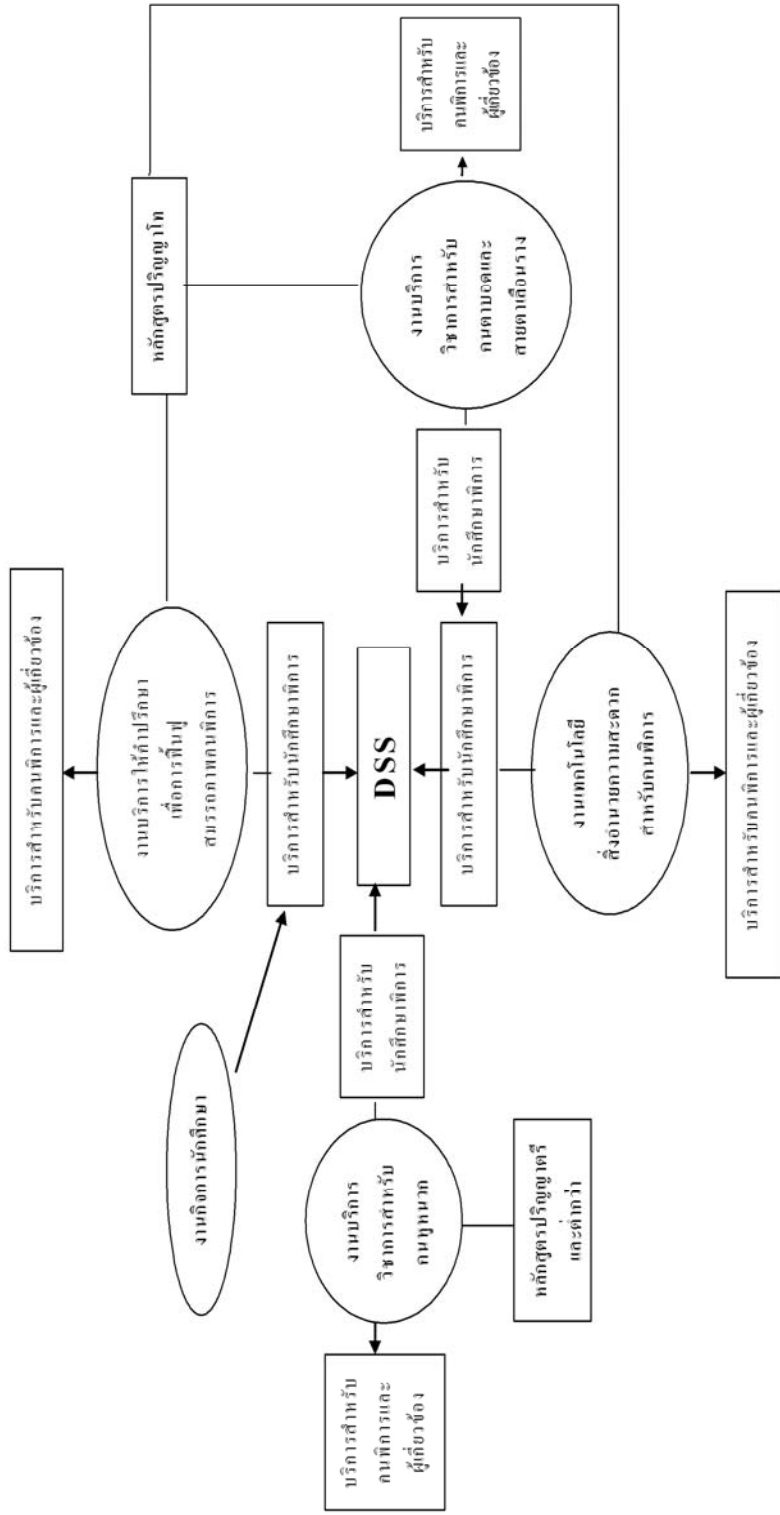 บริการสำหรับคนพิการและผู้เกี่ยวข้อง
งานบริการให้คำปรึกษา
เพื่อการฟื้นฟู
สมรรถภาพคนพิการ
หลักสูตรปริญญาโท
งานกิจการนักศึกษา
บริการสำหรับนักศึกษาพิการ
บริการสำหรับ
คนพิการและ
ผู้เกี่ยวข้อง
งานบริการ
วิชาการสำหรับ
คนหูหนวก
บริการสำหรับ
นักศึกษาพิการ
DSS
บริการสำหรับ
นักศึกษาพิการ
งานบริการ
วิชาการสำหรับ
คนตาบอดและ
สายตาเลือนราง
บริการสำหรับ
คนพิการและ
ผู้เกี่ยวข้อง
บริการสำหรับนักศึกษาพิการ
หลักสูตรปริญญาตรี
และต่ำกว่า
งานเทคโนโลยี
สิ่งอำนวยความสะดวก
สำหรับคนพิการ
บริการสำหรับคนพิการและผู้เกี่ยวข้อง